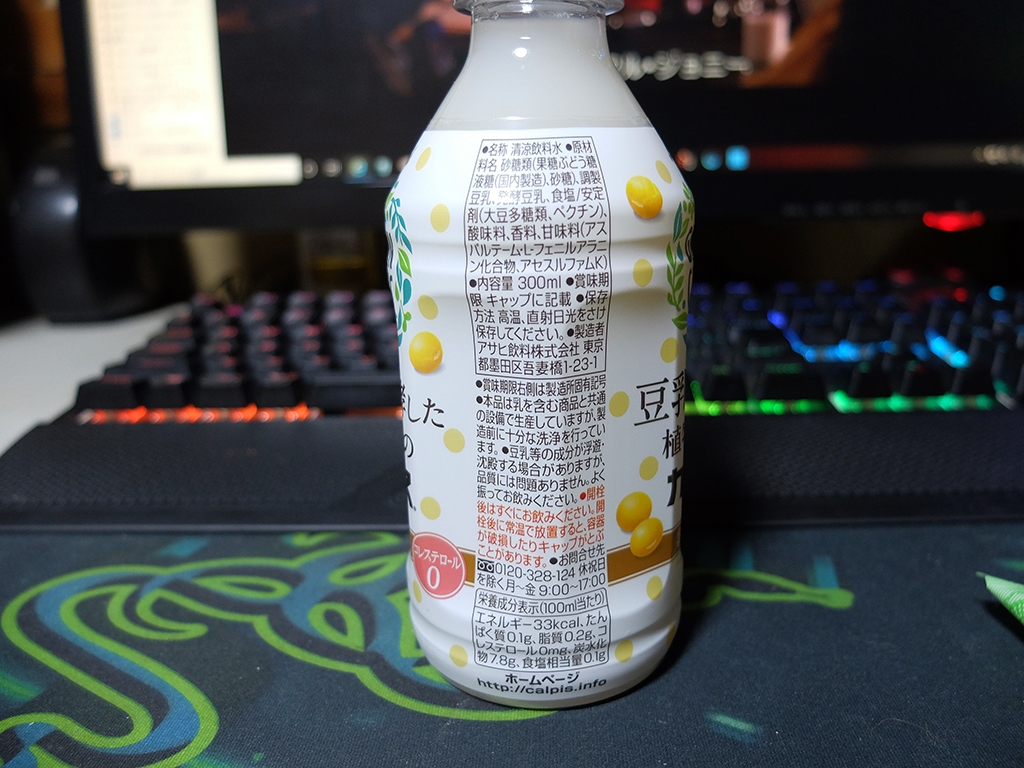 ル・ジョニー
●名称 清涼飲料水 ●原材
料名 砂糖類(果糖ぶどう糖
液糖(国内製造)、砂糖)、調製
豆乳、発酵豆乳、食塩/安定
剤(大豆多糖類、ペクチン)、
酸味料、香料、甘味料(アス
パルテーム・L-フェニルアラニ
ン化合物、アセスルファムK)
●内容量 300ml ●賞味期
限 キャップに記載 ●保存
方法 高温、直射日光をさけ
保存してください。 ●製造者
アサヒ飲料株式会社 東京
都墨田区吾妻橋1-23-1
●賞味期限右側は製造所固有記号
●本品は乳を含む商品と共通
の設備で生産していますが、製
造前に十分な洗浄を行ってい
ます。●豆乳等の成分が浮遊・
沈殿する場合がありますが、
品質には問題ありません。よく
振ってお飲みください。●開栓
後はすぐにお飲みください。開
栓後に常温で放置すると、容器
が破損したりキャップがとぶ
ことがあります。●お問合せ先
0120-328-124 休祝日
を除く月~金 9:00~17:00
栄養成分表示(100ml当たり)
エネルギー33kcal、たん
ぱく質0.1g、脂質0.2g、コ
レステロール0mg、炭水化
物7.8g、食塩相当量0.1g
ホームページ
http://calpis.info
した
の
ス
コレステロール
0
豆乳
植
カ